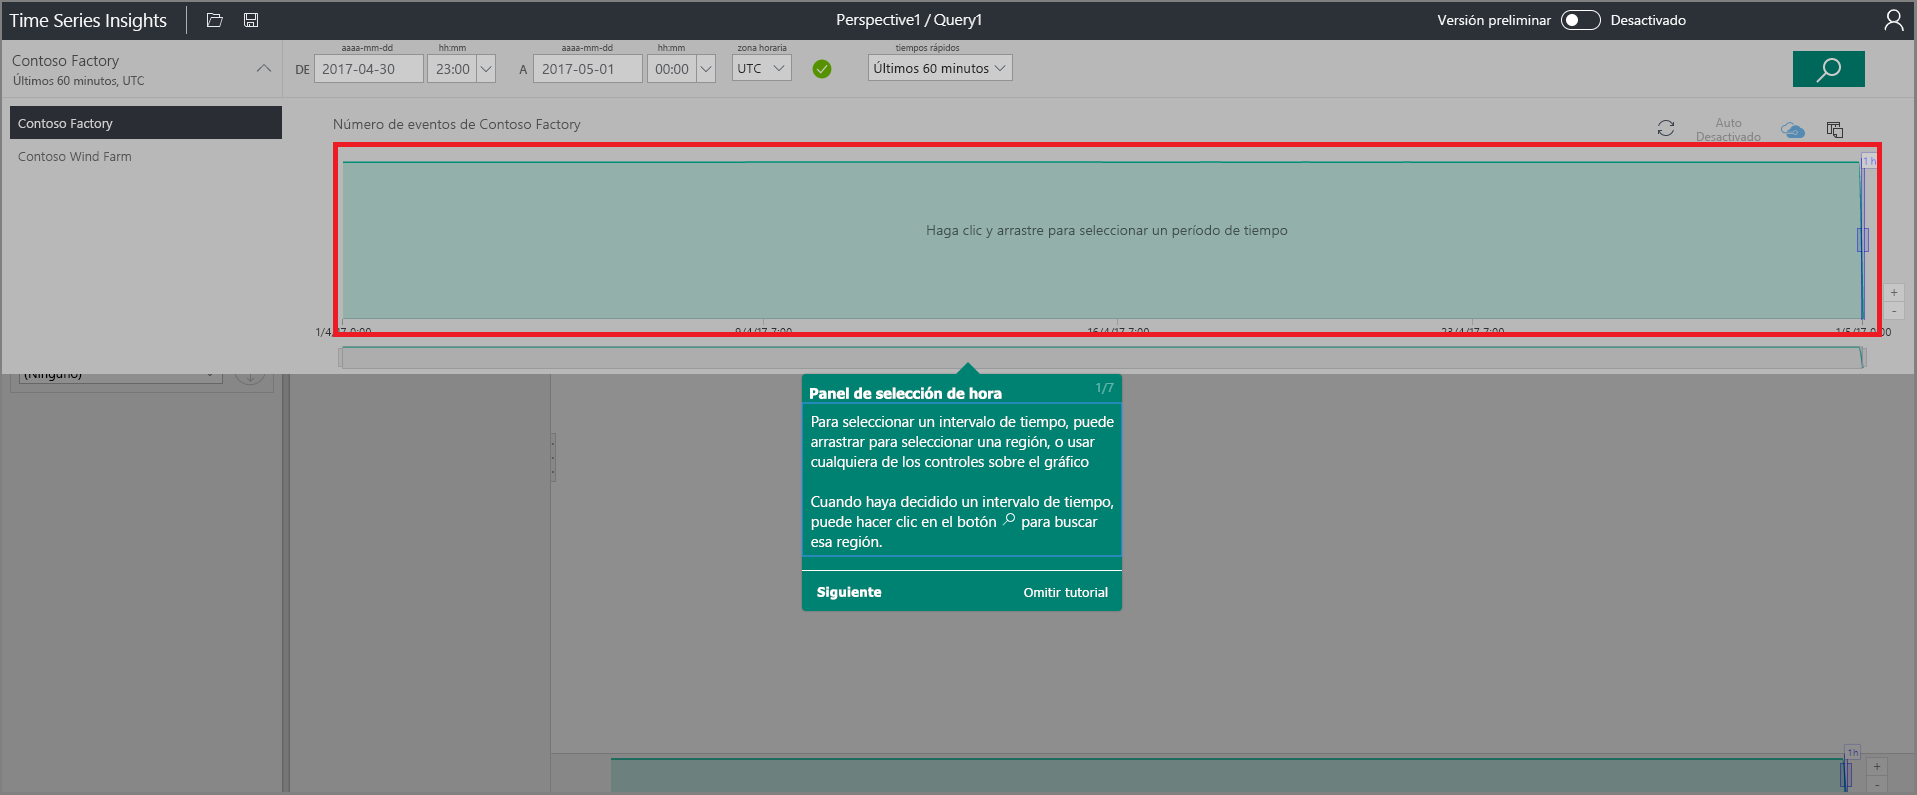 Time Series Insights
Perspective1 / Query1
Versión preliminar
Desactivado
Contoso Factory
Últimos 60 minutos, UTC
aaaa-mm-dd
hh:mm
aaaa-mm-dd
hh:mm
zona horaria
tiempos rápidos
DE
2017-04-30
23:00
A
2017-05-01
00:00
UTC
Últimos 60 minutos
Contoso Factory
Contoso Wind Farm
Número de eventos de Contoso Factory
Auto
Desactivado
1 h
Haga clic y arrastre para seleccionar un período de tiempo
+
-
1/4/17 0:00
9/4/17 7:00
16/4/17 7:00
23/4/17 7:00
1/5/17 0:00
(Ninguno)
Panel de selección de hora
1/7
Para seleccionar un intervalo de tiempo, puede
arrastrar para seleccionar una región, o usar
cualquiera de los controles sobre el gráfico
Cuando haya decidido un intervalo de tiempo,
puede hacer clic en el botón para buscar
esa región.
Siguiente
Omitir tutorial
1h
+
-